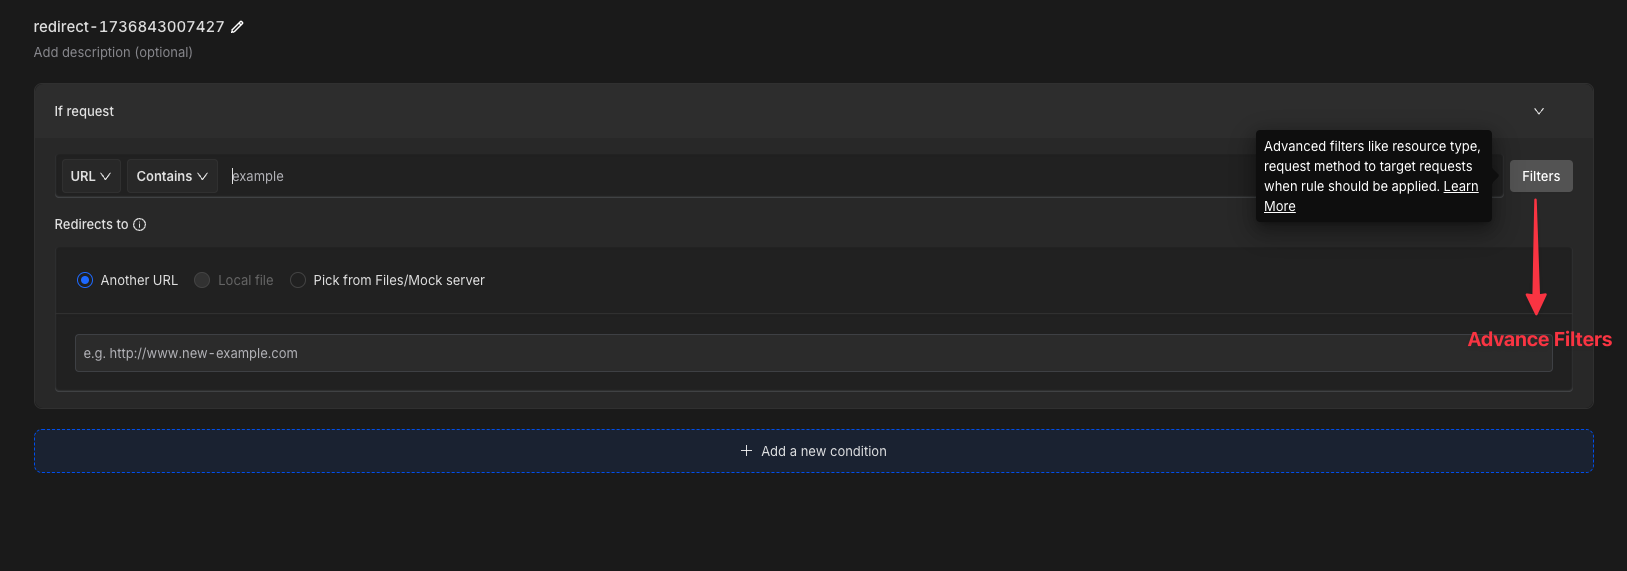 redirect-1736843007427
Add description (optional)
If request
Advanced filters like resource type,
request method to target requests
when rule should be applied. Learn
More
URL Contains example
Filters
Redirects to
Another URL Local file Pick from Files/Mock server
Advance Filters
e.g. http://www.new-example.com
Add a new condition